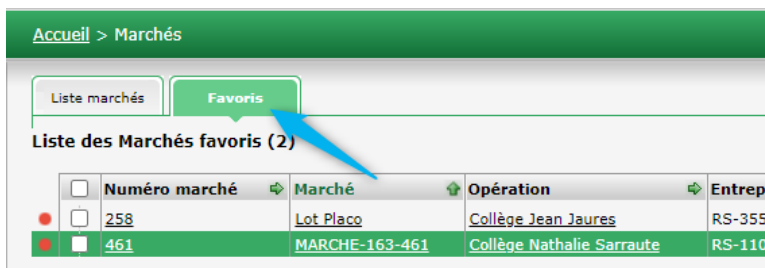 Accueil > Marchés
Liste marchés Favoris
Liste des Marchés favoris (2)
Numéro marché Marché Opération Entrep
258 Lot Placo Collège Jean Jaures RS-355
461 MARCHE-163-461 Collège Nathalie Sarraute RS-110